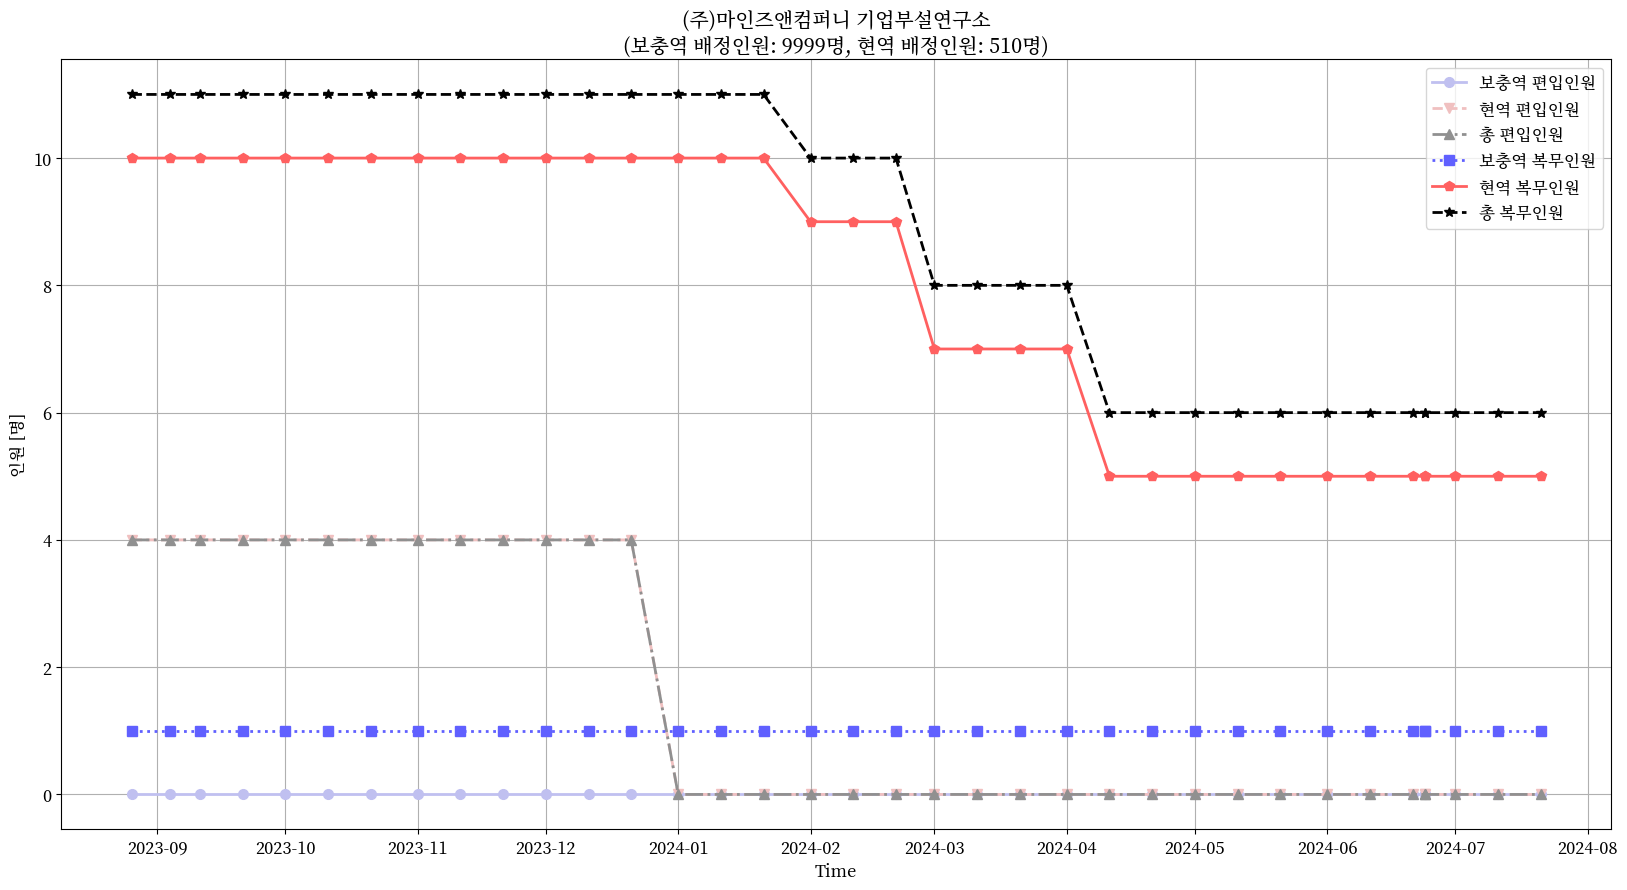 (주)마인즈앤컴퍼니 기업부설연구소
(보충역 배정인원: 9999명, 현역 배정인원: 510명)
보충역 편입인원
현역 편입인원
총 편입인원
보충역 복무인원
현역 복무인원
총 복무인원
인원 [명]
10
8
6
4
2
0
2023-09 2023-10 2023-11 2023-12 2024-01 2024-02 2024-03 2024-04 2024-05 2024-06 2024-07 2024-08
Time